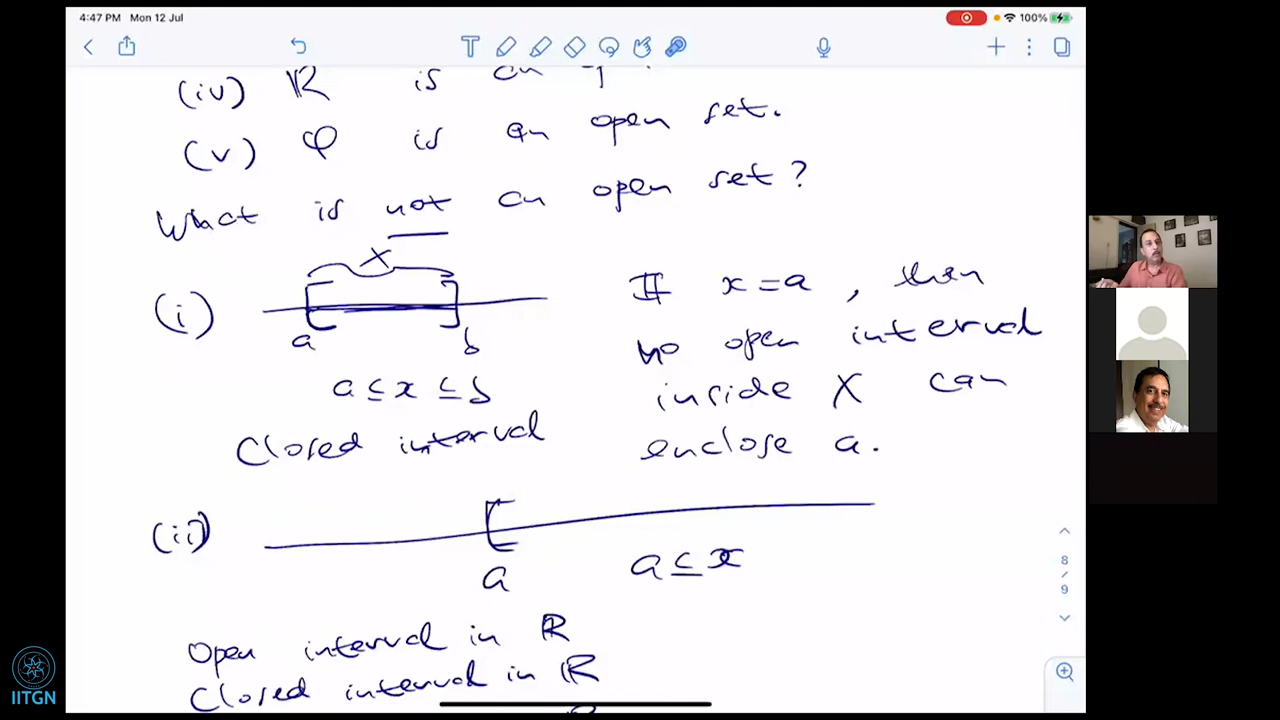 4:47 PM Mon 12 Jul
100%
(iv) ℝ is an
(v) φ is an open set.
What is not an open set?
(i) X
a b
a ≤ x ≤ b
Closed interval
If x = a, then
no open interval
inside X can
enclose a.
(ii)
a
a ≤ x
Open interval in ℝ
Closed interval in ℝ
8
/
9
IITGN